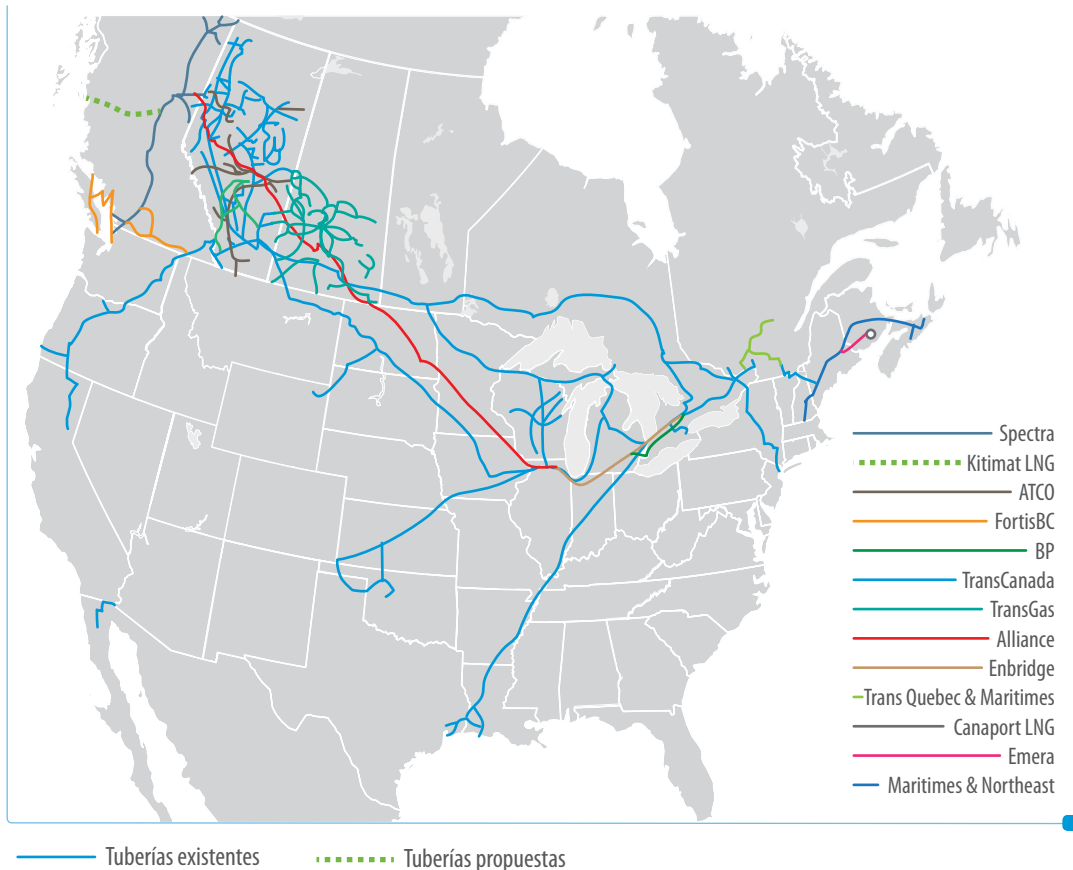 Spectra
Kitimat LNG
ATCO
FortisBC
BP
TransCanada
TransGas
Alliance
Enbridge
Trans Quebec & Maritimes
Canaport LNG
Emera
Maritimes & Northeast
Tuberías existentes
Tuberías propuestas